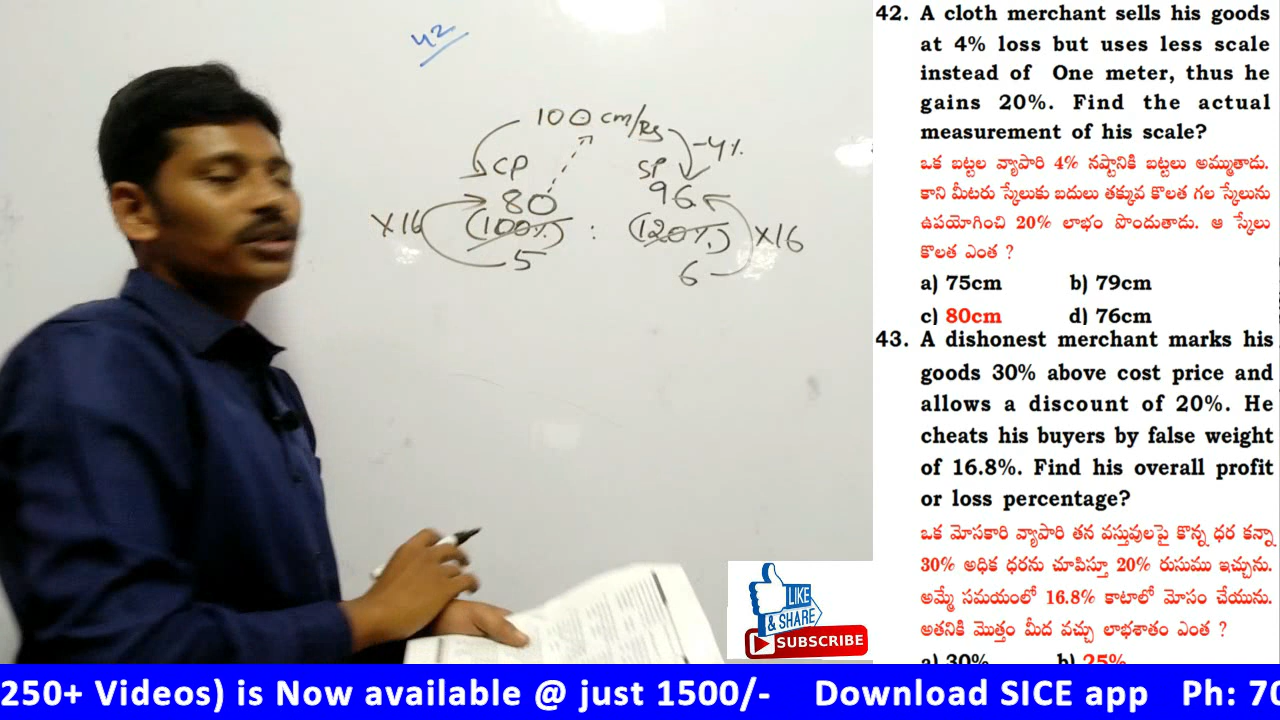 42
100 cm/Rs
-4%
CP
SP
80
96
X16
(100%) : (120%)
X16
5
6
42. A cloth merchant sells his goods
at 4% loss but uses less scale
instead of One meter, thus he
gains 20%. Find the actual
measurement of his scale?
ఒక బట్టల వ్యాపారి 4% నష్టానికి బట్టలు అమ్ముతాడు.
కాని మీటరు స్కేలుకు బదులు తక్కువ కొలత గల స్కేలును
ఉపయోగించి 20% లాభం పొందుతాడు. ఆ స్కేలు
కొలత ఎంత ?
a) 75cm b) 79cm
c) 80cm d) 76cm
43. A dishonest merchant marks his
goods 30% above cost price and
allows a discount of 20%. He
cheats his buyers by false weight
of 16.8%. Find his overall profit
or loss percentage?
ఒక మోసకారి వ్యాపారి తన వస్తువులపై కొన్న ధర కన్నా
30% అధిక ధరను చూపిస్తూ 20% రుసుము ఇచ్చును.
అమ్మే సమయంలో 16.8% కాటాలో మోసం చేయును.
అతనికి మొత్తం మీద వచ్చు లాభశాతం ఎంత ?
a) 30% b) 25%
LIKE
& SHARE
SUBSCRIBE
250+ Videos) is Now available @ just 1500/- Download SICE app Ph: 70